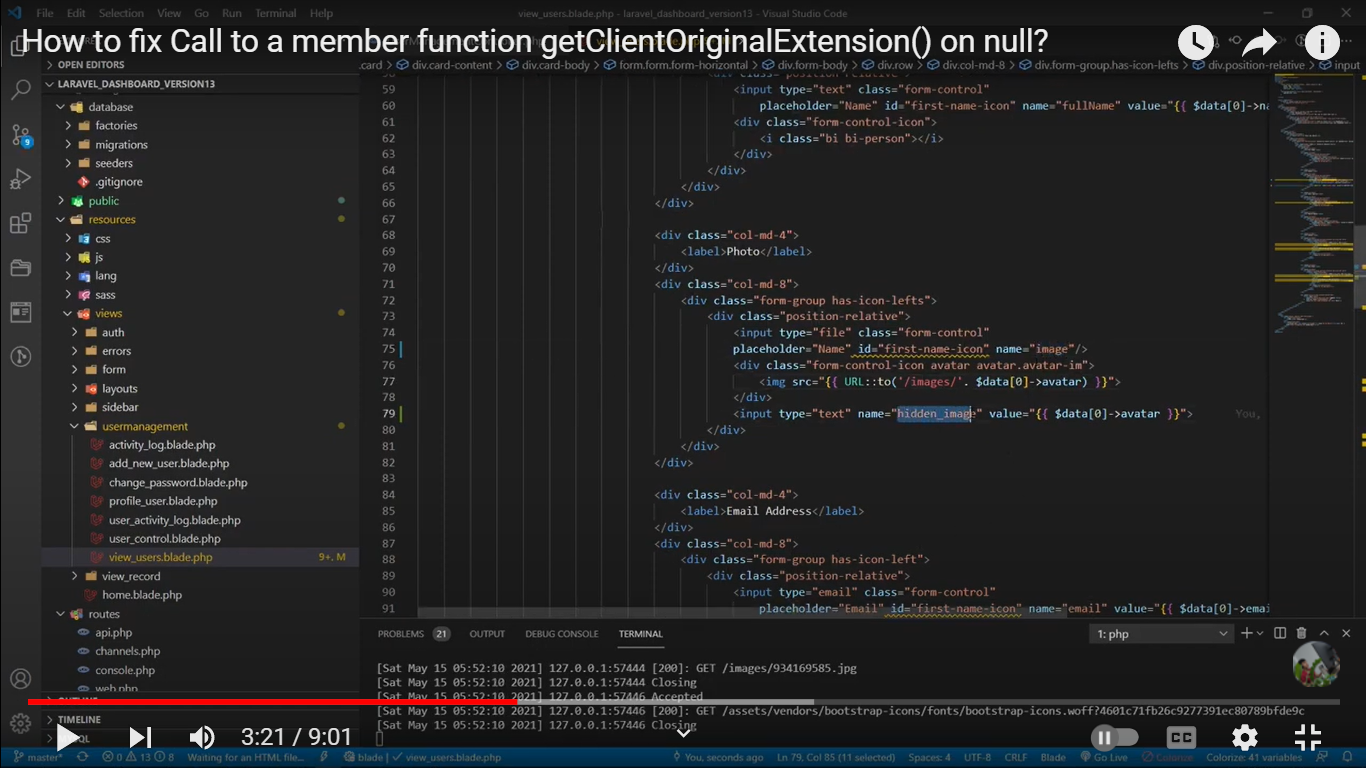 File Edit Selection View Go Run Terminal Help
view_users.blade.php - laravel_dashboard_version13 - Visual Studio Code
How to fix Call to a member function getClientOriginalExtension() on null?
OPEN EDITORS
.card > div.card-content > div.card-body > form.form.form-horizontal > div.form-body > div.row > div.col-md-8 > div.form-group.has-icon-lefts > div.position-relative > input
LARAVEL_DASHBOARD_VERSION13
database
factories
migrations
seeders
.gitignore
public
resources
css
js
lang
sass
views
auth
errors
form
layouts
sidebar
usermanagement
activity_log.blade.php
add_new_user.blade.php
change_password.blade.php
profile_user.blade.php
user_activity_log.blade.php
user_control.blade.php
view_users.blade.php 9+, M
view_record
home.blade.php
routes
api.php
channels.php
console.php
web.php
OUTLINE
TIMELINE
9
58 <div class="position-relative">
59 <input type="text" class="form-control"
60 placeholder="Name" id="first-name-icon" name="fullName" value="{{ $data[0]->na
61 <div class="form-control-icon">
62 <i class="bi bi-person"></i>
63 </div>
64 </div>
65 </div>
66 </div>
67
68 <div class="col-md-4">
69 <label>Photo</label>
70 </div>
71 <div class="col-md-8">
72 <div class="form-group has-icon-lefts">
73 <div class="position-relative">
74 <input type="file" class="form-control"
75 placeholder="Name" id="first-name-icon" name="image"/>
76 <div class="form-control-icon avatar avatar.avatar-im">
77 <img src="{{ URL::to('/images/'. $data[0]->avatar) }}">
78 </div>
79 <input type="text" name="hidden_image" value="{{ $data[0]->avatar }}"> You,
80 </div>
81 </div>
82 </div>
83
84 <div class="col-md-4">
85 <label>Email Address</label>
86 </div>
87 <div class="col-md-8">
88 <div class="form-group has-icon-left">
89 <div class="position-relative">
90 <input type="email" class="form-control"
91 placeholder="Email" id="first-name-icon" name="email" value="{{ $data[0]->emai
PROBLEMS 21 OUTPUT DEBUG CONSOLE TERMINAL 1: php
[Sat May 15 05:52:10 2021] 127.0.0.1:57444 [200]: GET /images/934169585.jpg
[Sat May 15 05:52:10 2021] 127.0.0.1:57444 Closing
[Sat May 15 05:52:10 2021] 127.0.0.1:57446 Accepted
[Sat May 15 05:52:10 2021] 127.0.0.1:57446 [200]: GET /assets/vendors/bootstrap-icons/fonts/bootstrap-icons.woff?4601c71fb26c9277391ec80789bfde9c
[Sat May 15 05:52:10 2021] 127.0.0.1:57446 Closing
3:21 / 9:01
CC
master* 0 13 8 Waiting for an HTML file... blade view_users.blade.php You, seconds ago Ln 79, Col 85 (11 selected) Spaces: 4 UTF-8 CRLF Blade Go Live Colorize: 41 variables